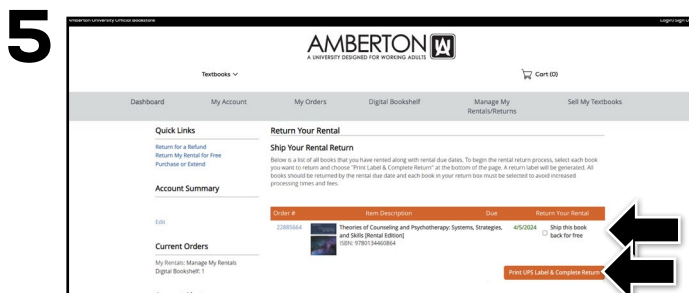 5
Amberton University Official Bookstore
Login/Sign U
AMBERTON
A UNIVERSITY DESIGNED FOR WORKING ADULTS
Textbooks
Cart (0)
Dashboard My Account My Orders Digital Bookshelf Manage My Rentals/Returns Sell My Textbooks
Quick Links
Return for a Refund
Return My Rental for Free
Purchase or Extend
Account Summary
Edit
Current Orders
My Rentals: Manage My Rentals
Digital Bookshelf: 1
Return Your Rental
Ship Your Rental Return
Below is a list of all books that you have rented along with rental due dates. To begin the rental return process, select each book
you want to return and choose "Print Label & Complete Return" at the bottom of the page. A return label will be generated. All
books should be returned by the rental due date and each book in your return box must be selected to avoid increased
processing times and fees.
Order # Item Description Due Return Your Rental
22885664 Theories of Counseling and Psychotherapy: Systems, Strategies, 4/5/2024 Ship this book
and Skills [Rental Edition] back for free
ISBN: 9780134460864
Print UPS Label & Complete Return